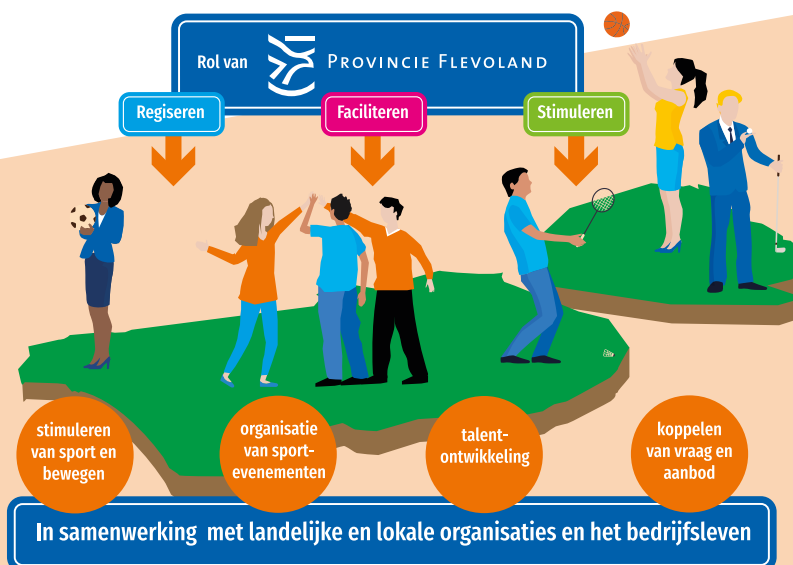 Rol van PROVINCIE FLEVOLAND
Regiseren
Faciliteren
Stimuleren
stimuleren
van sport en
bewegen
organisatie
van sport-
evenementen
talent-
ontwikkeling
koppelen
van vraag en
aanbod
In samenwerking met landelijke en lokale organisaties en het bedrijfsleven